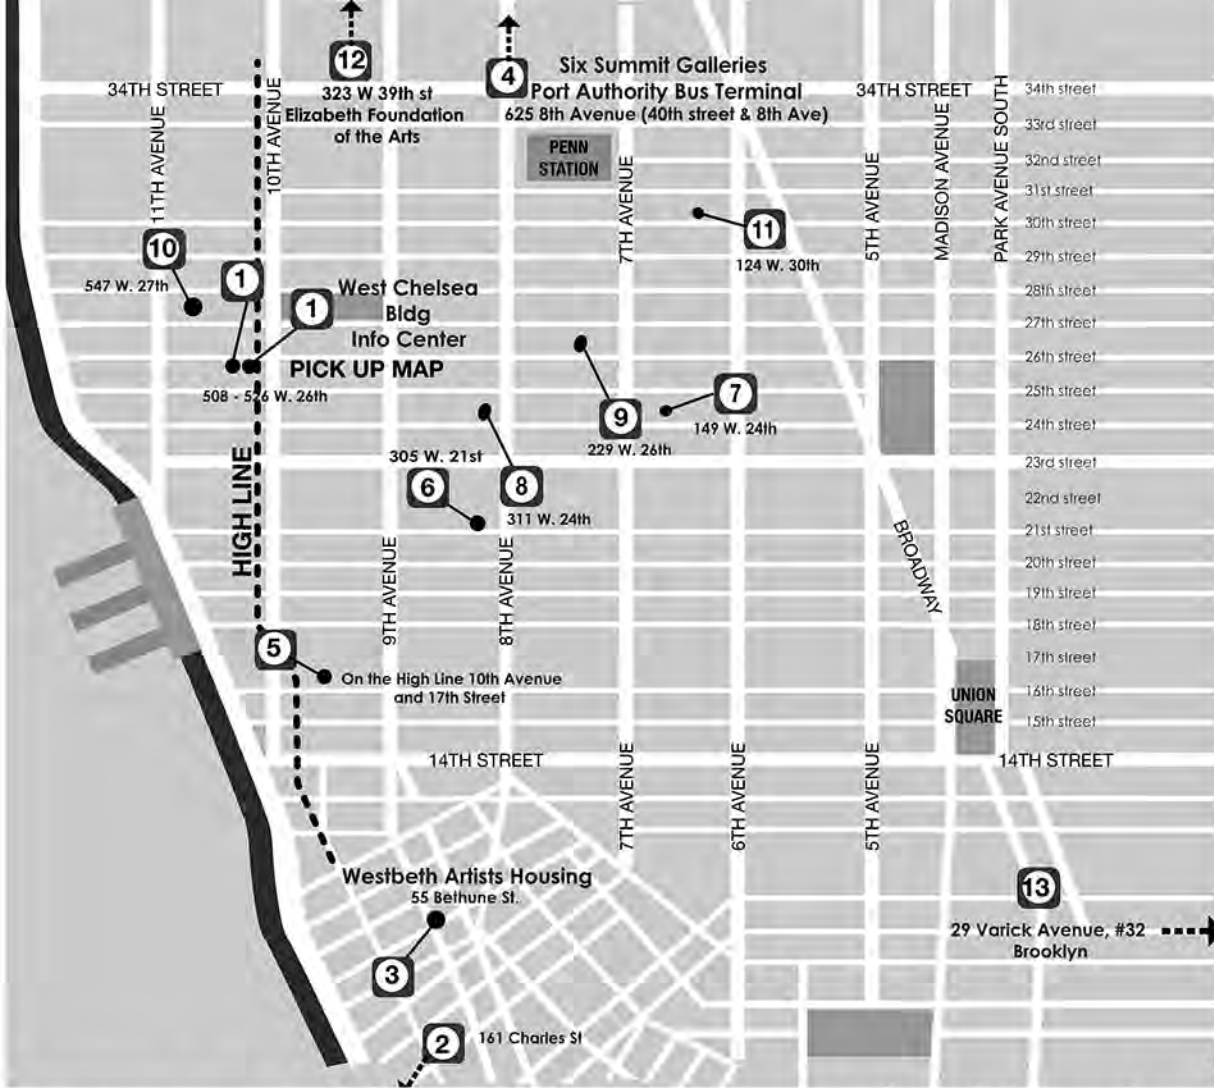 12
323 W 39th st
Elizabeth Foundation
of the Arts
4
Six Summit Galleries
Port Authority Bus Terminal
625 8th Avenue (40th street & 8th Ave)
34TH STREET
34TH STREET
34th street
33rd street
32nd street
31st street
30th street
29th street
28th street
27th street
26th street
25th street
24th street
23rd street
22nd street
21st street
20th street
19th street
18th street
17th street
16th street
15th street
11TH AVENUE
10TH AVENUE
PENN
STATION
7TH AVENUE
5TH AVENUE
MADISON AVENUE
PARK AVENUE SOUTH
10
547 W. 27th
1
1
West Chelsea
Bldg
Info Center
PICK UP MAP
508 - 526 W. 26th
11
124 W. 30th
9
229 W. 26th
7
149 W. 24th
305 W. 21st
6
8
311 W. 24th
HIGH LINE
9TH AVENUE
8TH AVENUE
BROADWAY
5
On the High Line 10th Avenue
and 17th Street
UNION
SQUARE
14TH STREET
14TH STREET
7TH AVENUE
6TH AVENUE
5TH AVENUE
Westbeth Artists Housing
55 Bethune St.
3
2
161 Charles St
13
29 Varick Avenue, #32
Brooklyn